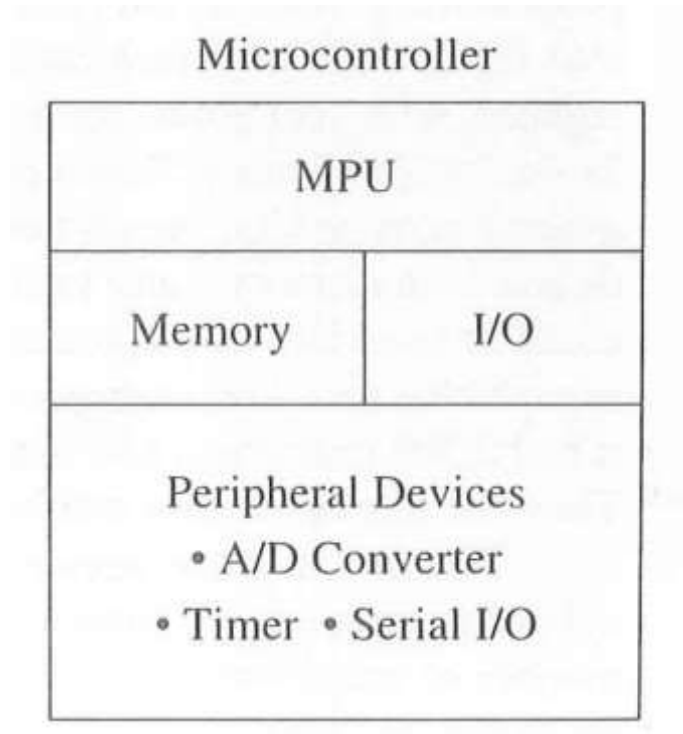 Microcontroller
MPU
Memory I/O
Peripheral Devices
• A/D Converter
• Timer • Serial I/O